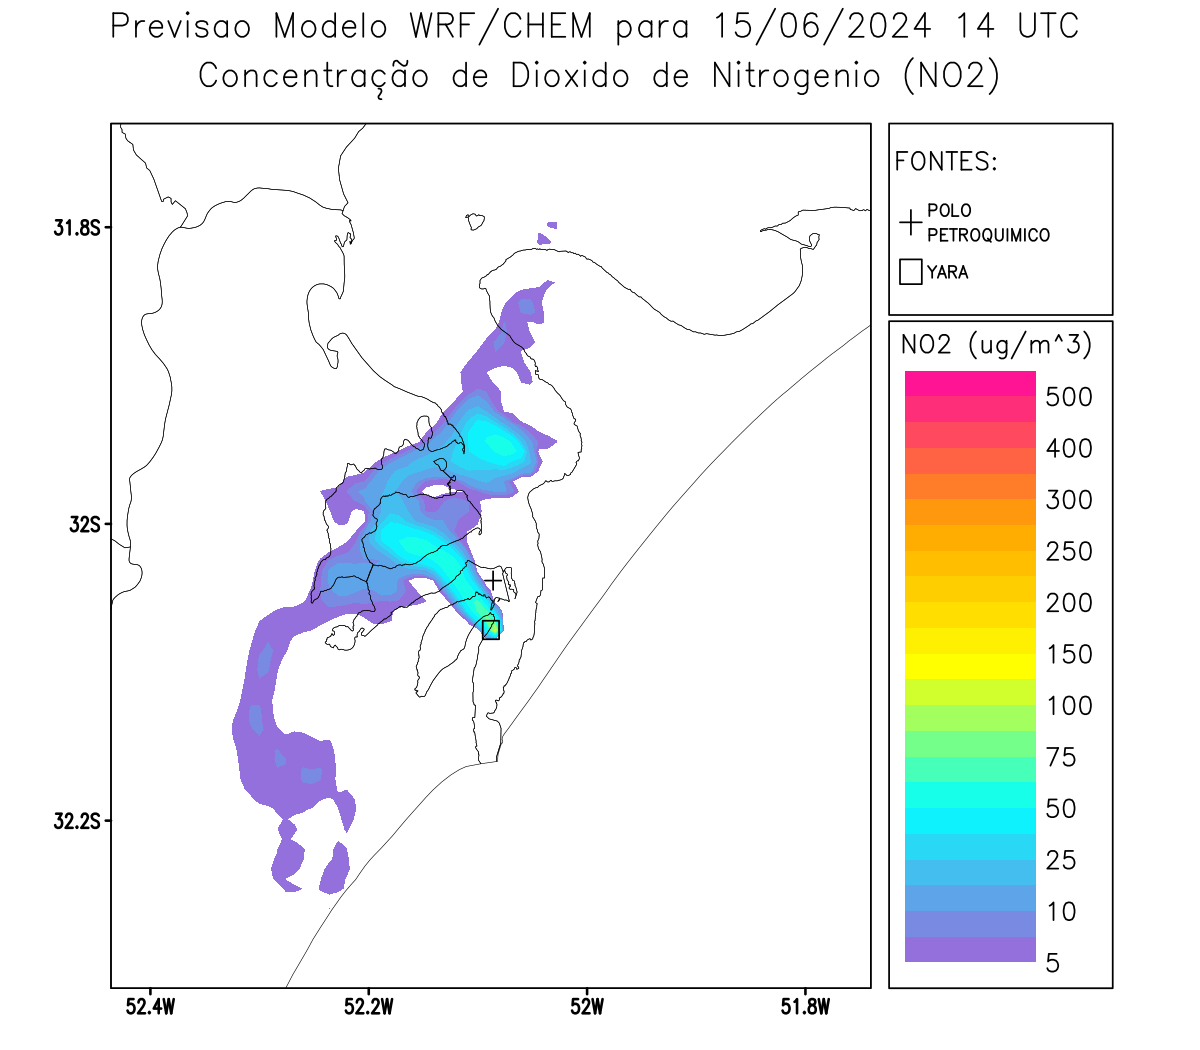 Previsao Modelo WRF/CHEM para 15/06/2024 14 UTC
Concentração de Dioxido de Nitrogenio (NO2)
FONTES:
POLO
PETROQUIMICO
YARA
NO2 (ug/m^3)
500
400
300
250
200
150
100
75
50
25
10
5
31.8S
32S
32.2S
52.4W
52.2W
52W
51.8W